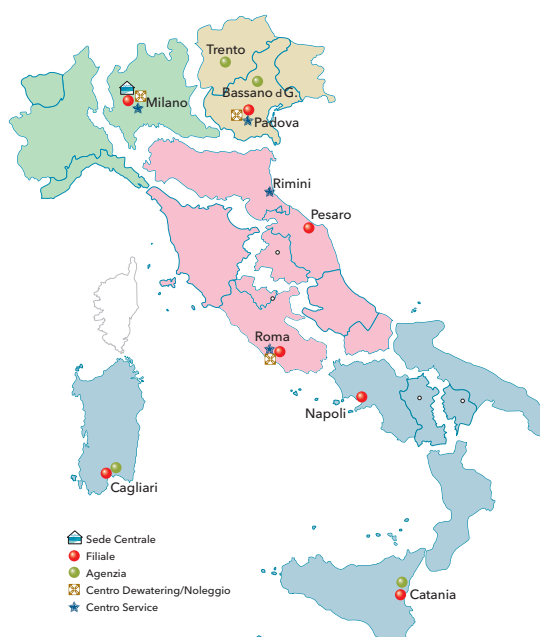 Trento
Bassano d G.
Milano
Padova
Rimini
Pesaro
Roma
Napoli
Cagliari
Sede Centrale
Filiale
Agenzia
Centro Dewatering/Noleggio
Centro Service
Catania